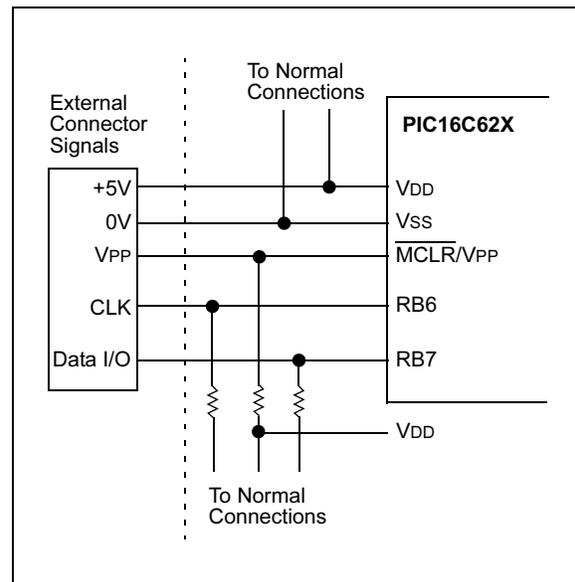 To Normal
Connections
External
Connector
Signals
PIC16C62X
+5V
VDD
0V
VSS
VPP
MCLR/VPP
CLK
RB6
Data I/O
RB7
VDD
To Normal
Connections